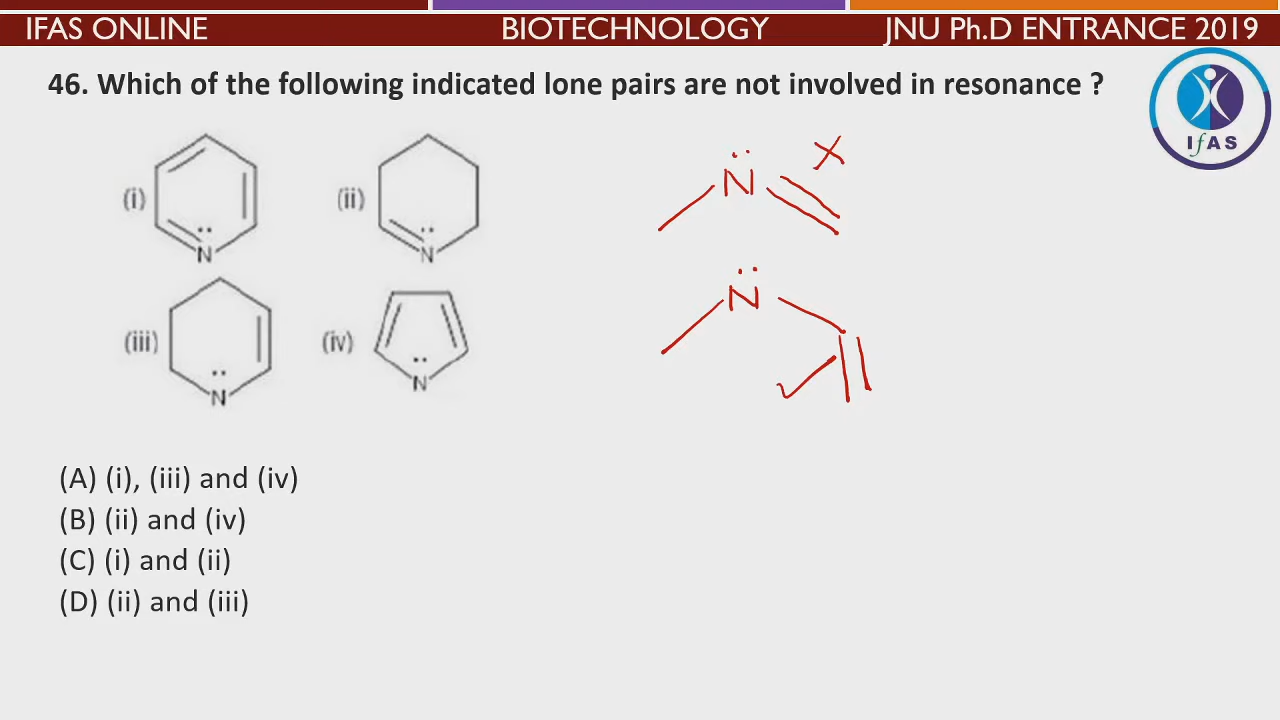 IFAS ONLINE BIOTECHNOLOGY JNU Ph.D ENTRANCE 2019
46. Which of the following indicated lone pairs are not involved in resonance ?
IfAS
(i) N
(ii) N
N
(iii) N
(iv) N
N
(A) (i), (iii) and (iv)
(B) (ii) and (iv)
(C) (i) and (ii)
(D) (ii) and (iii)